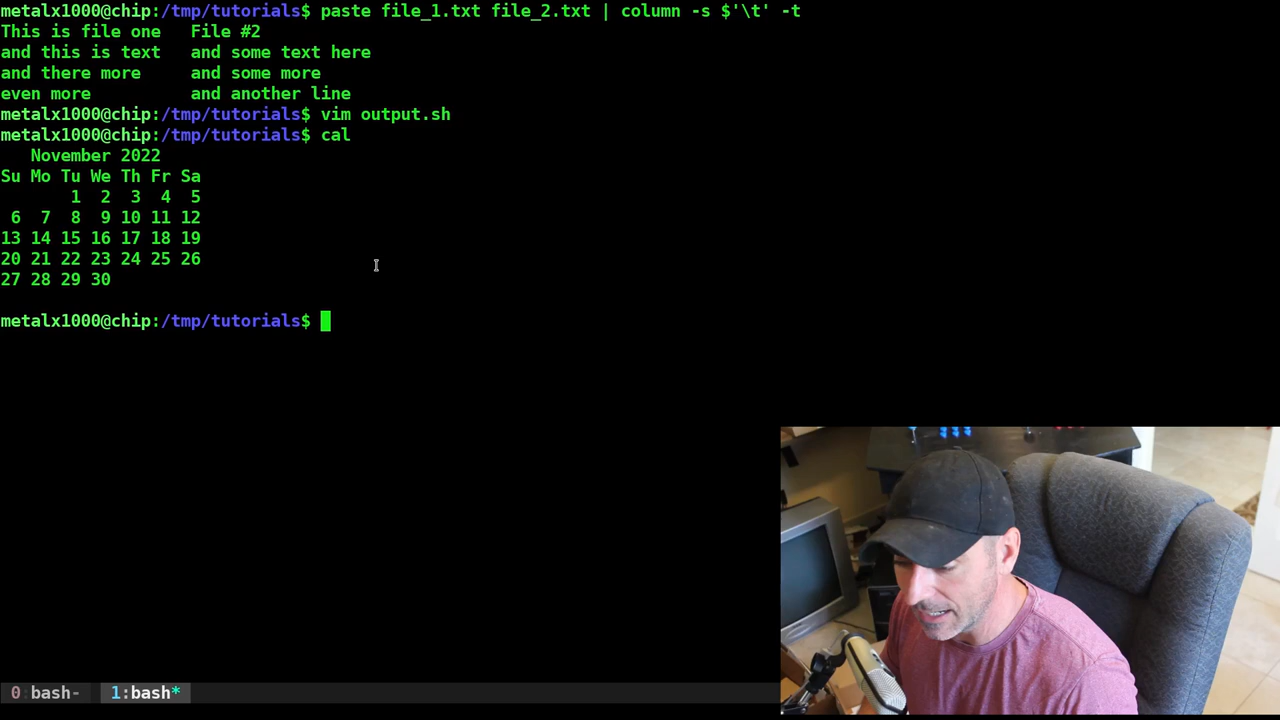 metalx1000@chip:/tmp/tutorials$ paste file_1.txt file_2.txt | column -s $'\t' -t
This is file one   File #2
and this is text   and some text here
and there more     and some more
even more          and another line
metalx1000@chip:/tmp/tutorials$ vim output.sh
metalx1000@chip:/tmp/tutorials$ cal
   November 2022
Su Mo Tu We Th Fr Sa
       1  2  3  4  5
 6  7  8  9 10 11 12
13 14 15 16 17 18 19
20 21 22 23 24 25 26
27 28 29 30
metalx1000@chip:/tmp/tutorials$
0 bash-  1:bash*